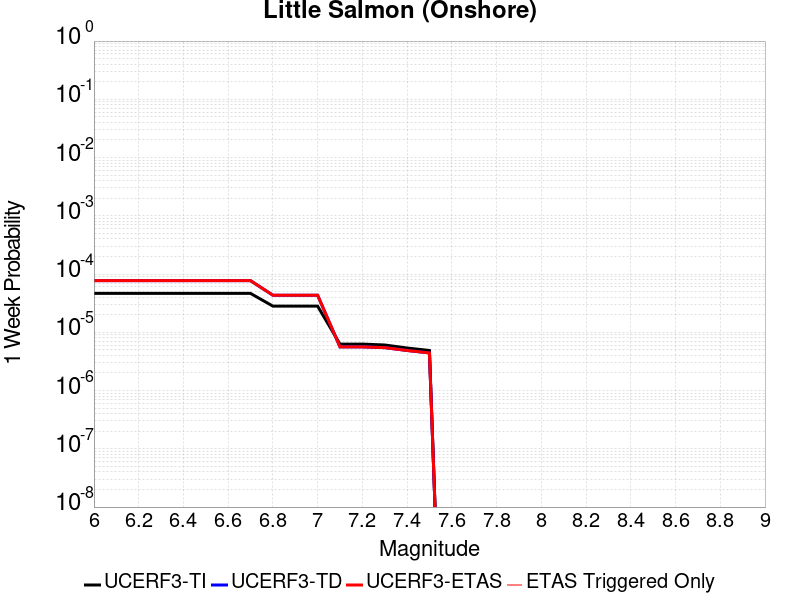 Little Salmon (Onshore)
10^0
10^-1
10^-2
10^-3
10^-4
10^-5
10^-6
10^-7
10^-8
1 Week Probability
6 6.2 6.4 6.6 6.8 7 7.2 7.4 7.6 7.8 8 8.2 8.4 8.6 8.8 9
Magnitude
UCERF3-TI UCERF3-TD UCERF3-ETAS ETAS Triggered Only